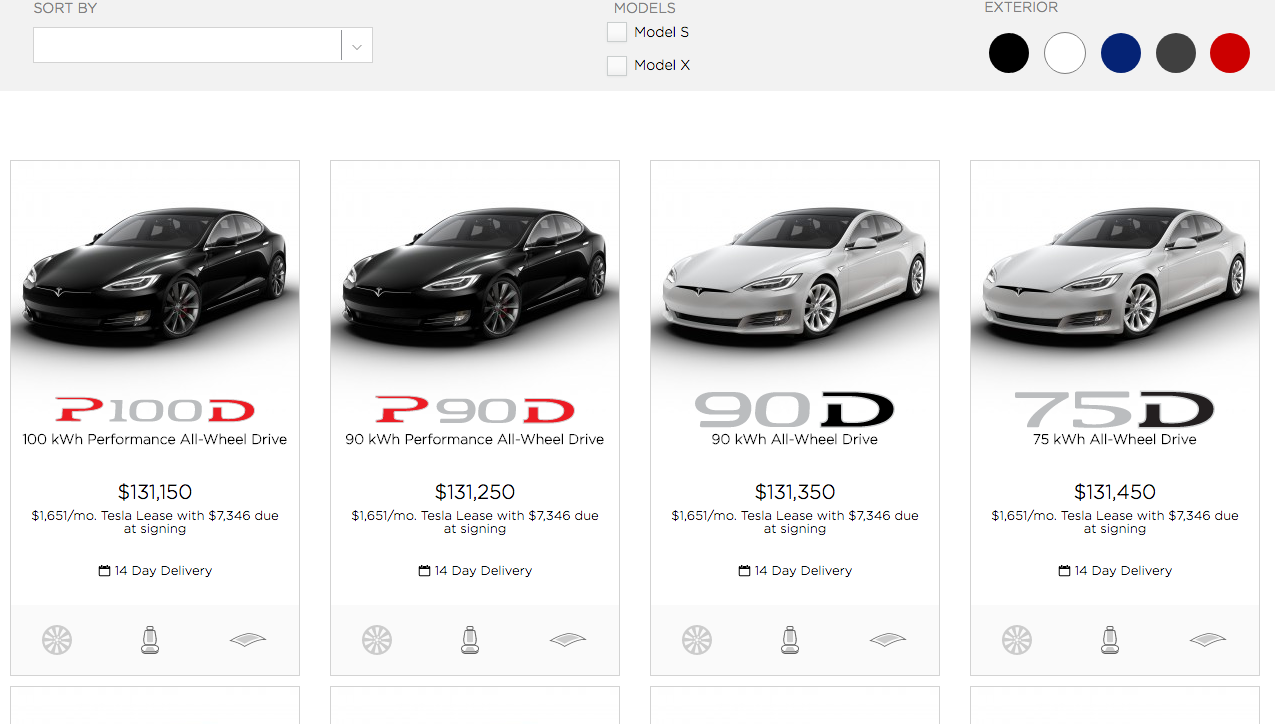 SORT BY
MODELS
Model S
Model X
EXTERIOR
P100D
100 kWh Performance All-Wheel Drive
$131,150
$1,651/mo. Tesla Lease with $7,346 due
at signing
14 Day Delivery
P90D
90 kWh Performance All-Wheel Drive
$131,250
$1,651/mo. Tesla Lease with $7,346 due
at signing
14 Day Delivery
90D
90 kWh All-Wheel Drive
$131,350
$1,651/mo. Tesla Lease with $7,346 due
at signing
14 Day Delivery
75D
75 kWh All-Wheel Drive
$131,450
$1,651/mo. Tesla Lease with $7,346 due
at signing
14 Day Delivery